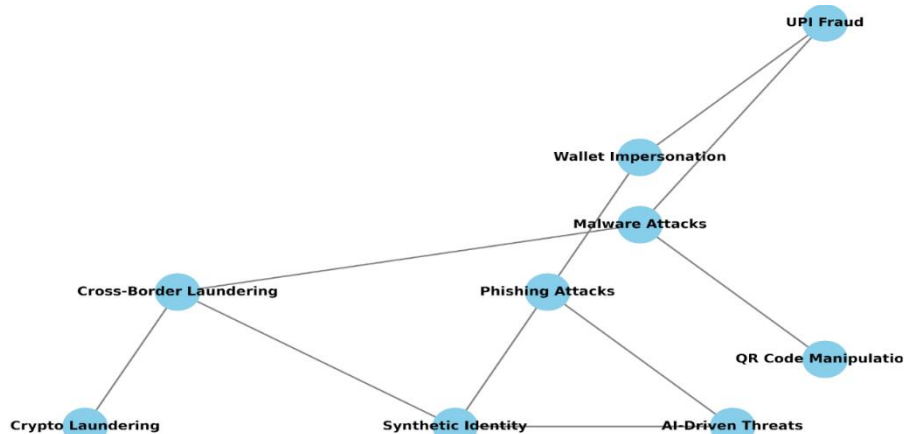 UPI Fraud
Wallet Impersonation
Malware Attacks
Cross-Border Laundering
Phishing Attacks
QR Code Manipulatio
Crypto Laundering
Synthetic Identity
AI-Driven Threats